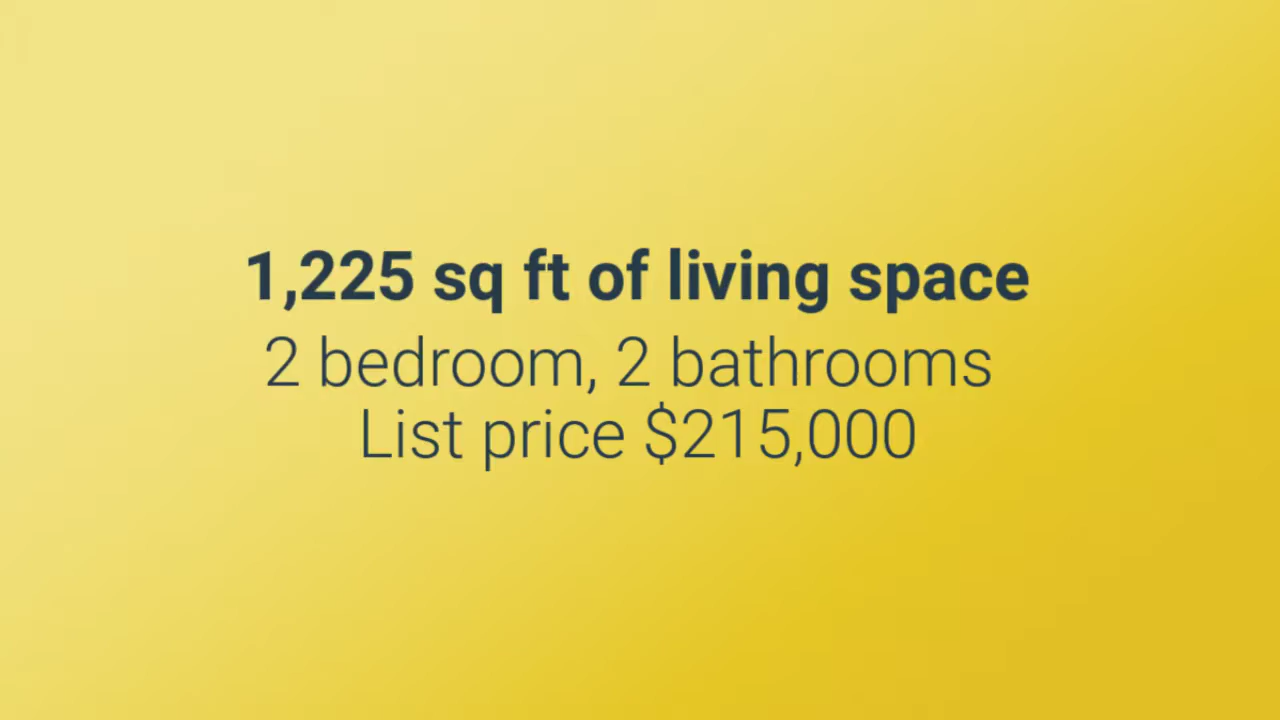 1,225 sq ft of living space
2 bedroom, 2 bathrooms
List price $215,000